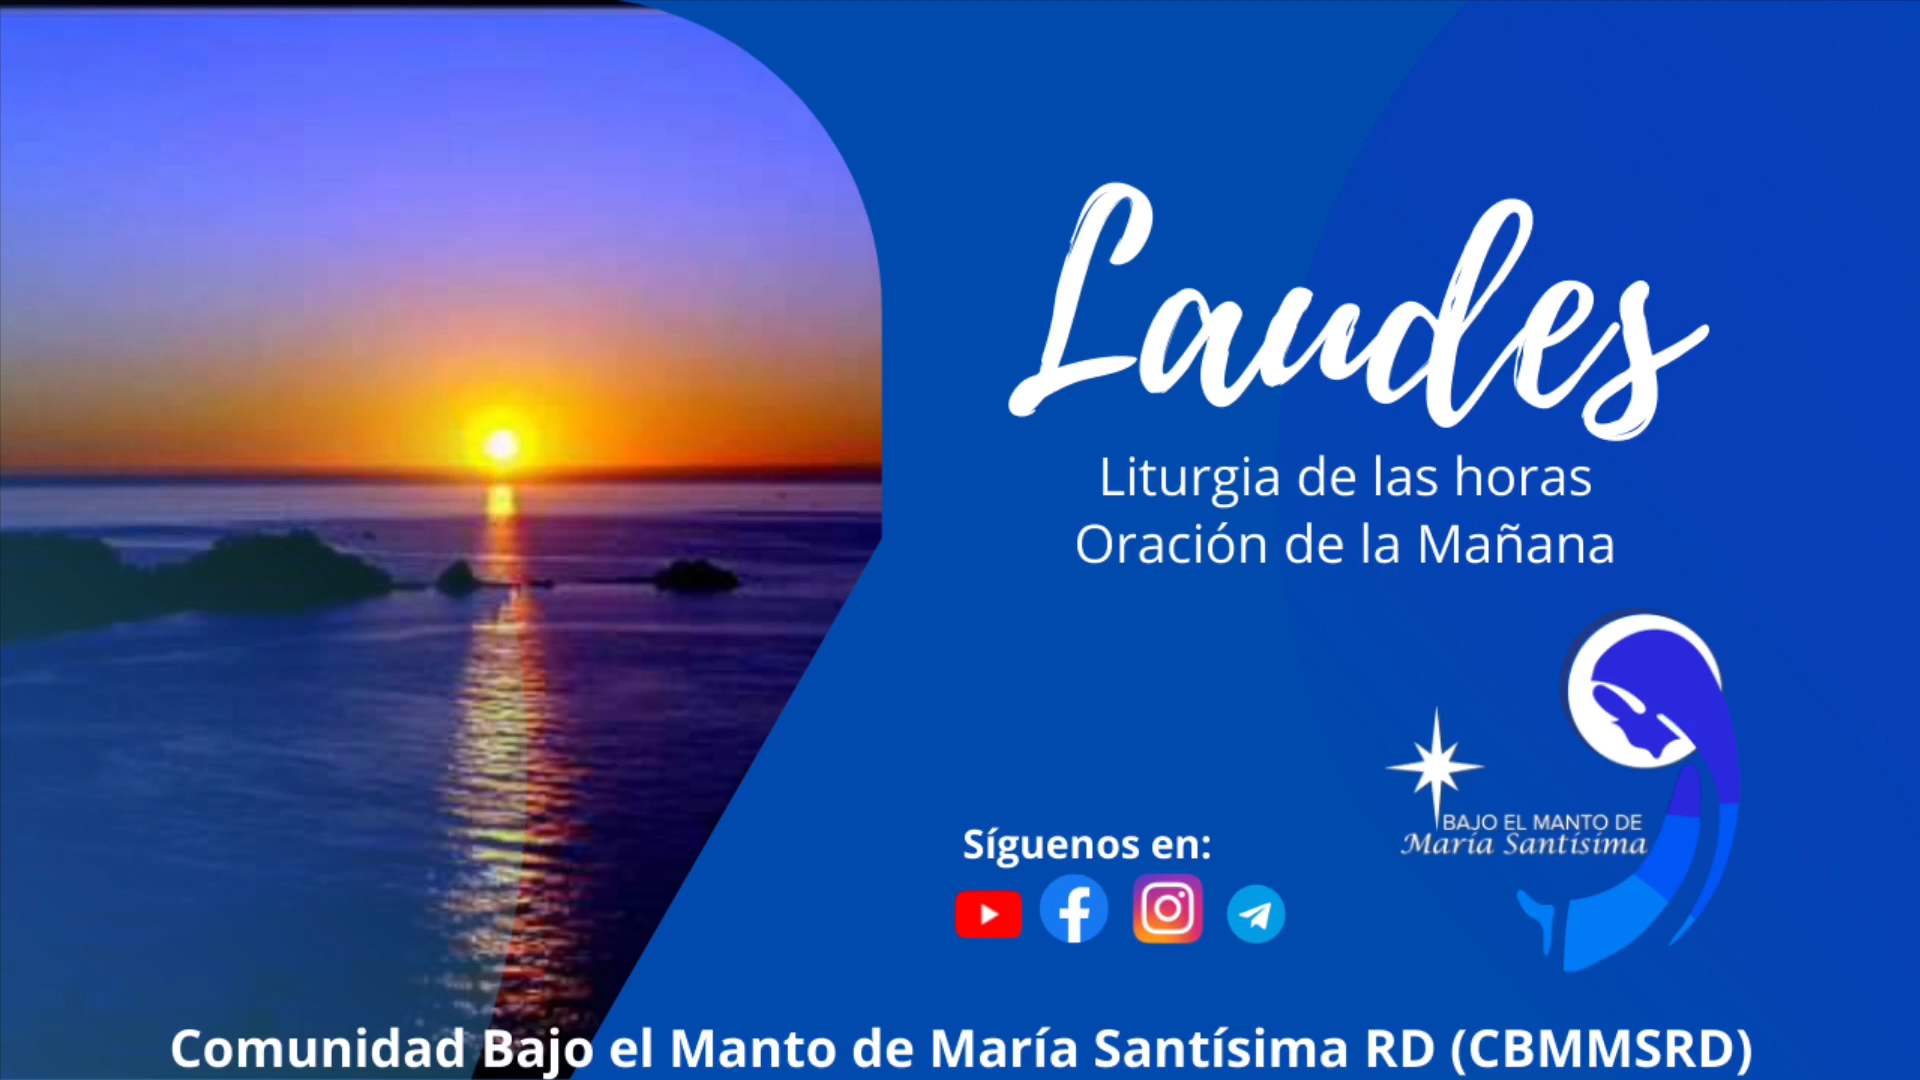 Laudes
Liturgia de las horas
Oración de la Mañana
BAJO EL MANTO DE
María Santísima
Síguenos en:
Comunidad Bajo el Manto de María Santísima RD (CBMMSRD)